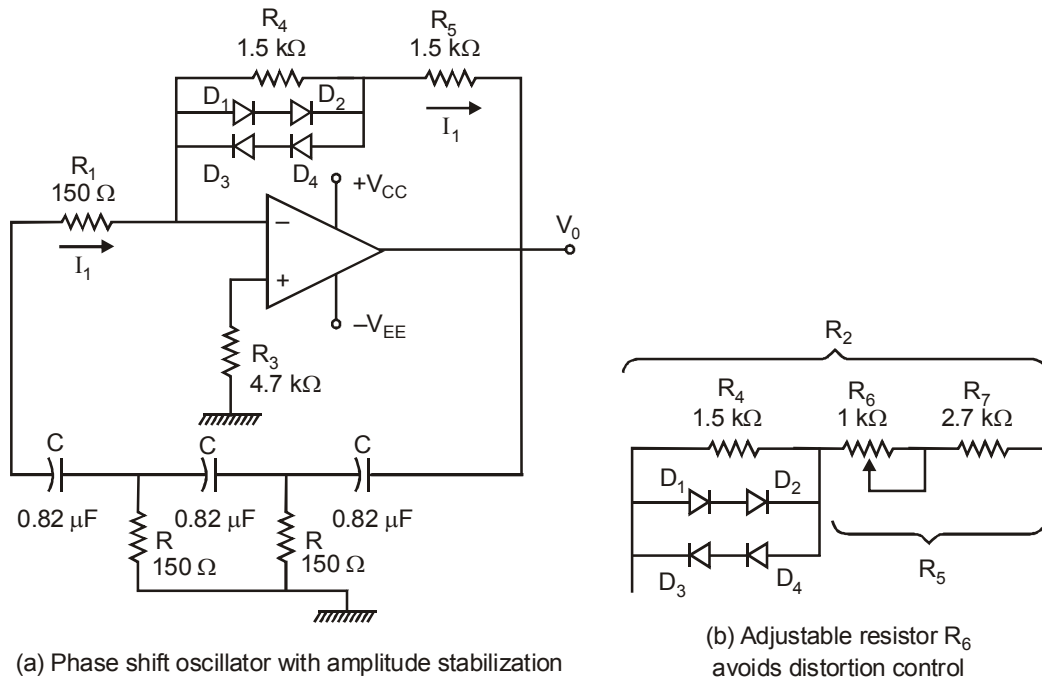 R4
1.5 kΩ
R5
1.5 kΩ
D1
D2
I1
D3
D4
R1
150 Ω
I1
+VCC
–
+
V0
–VEE
R3
4.7 kΩ
C
C
C
0.82 µF
0.82 µF
0.82 µF
R
150 Ω
R
150 Ω
(a) Phase shift oscillator with amplitude stabilization
R2
R4
1.5 kΩ
R6
1 kΩ
R7
2.7 kΩ
D1
D2
D3
D4
R5
(b) Adjustable resistor R6
avoids distortion control